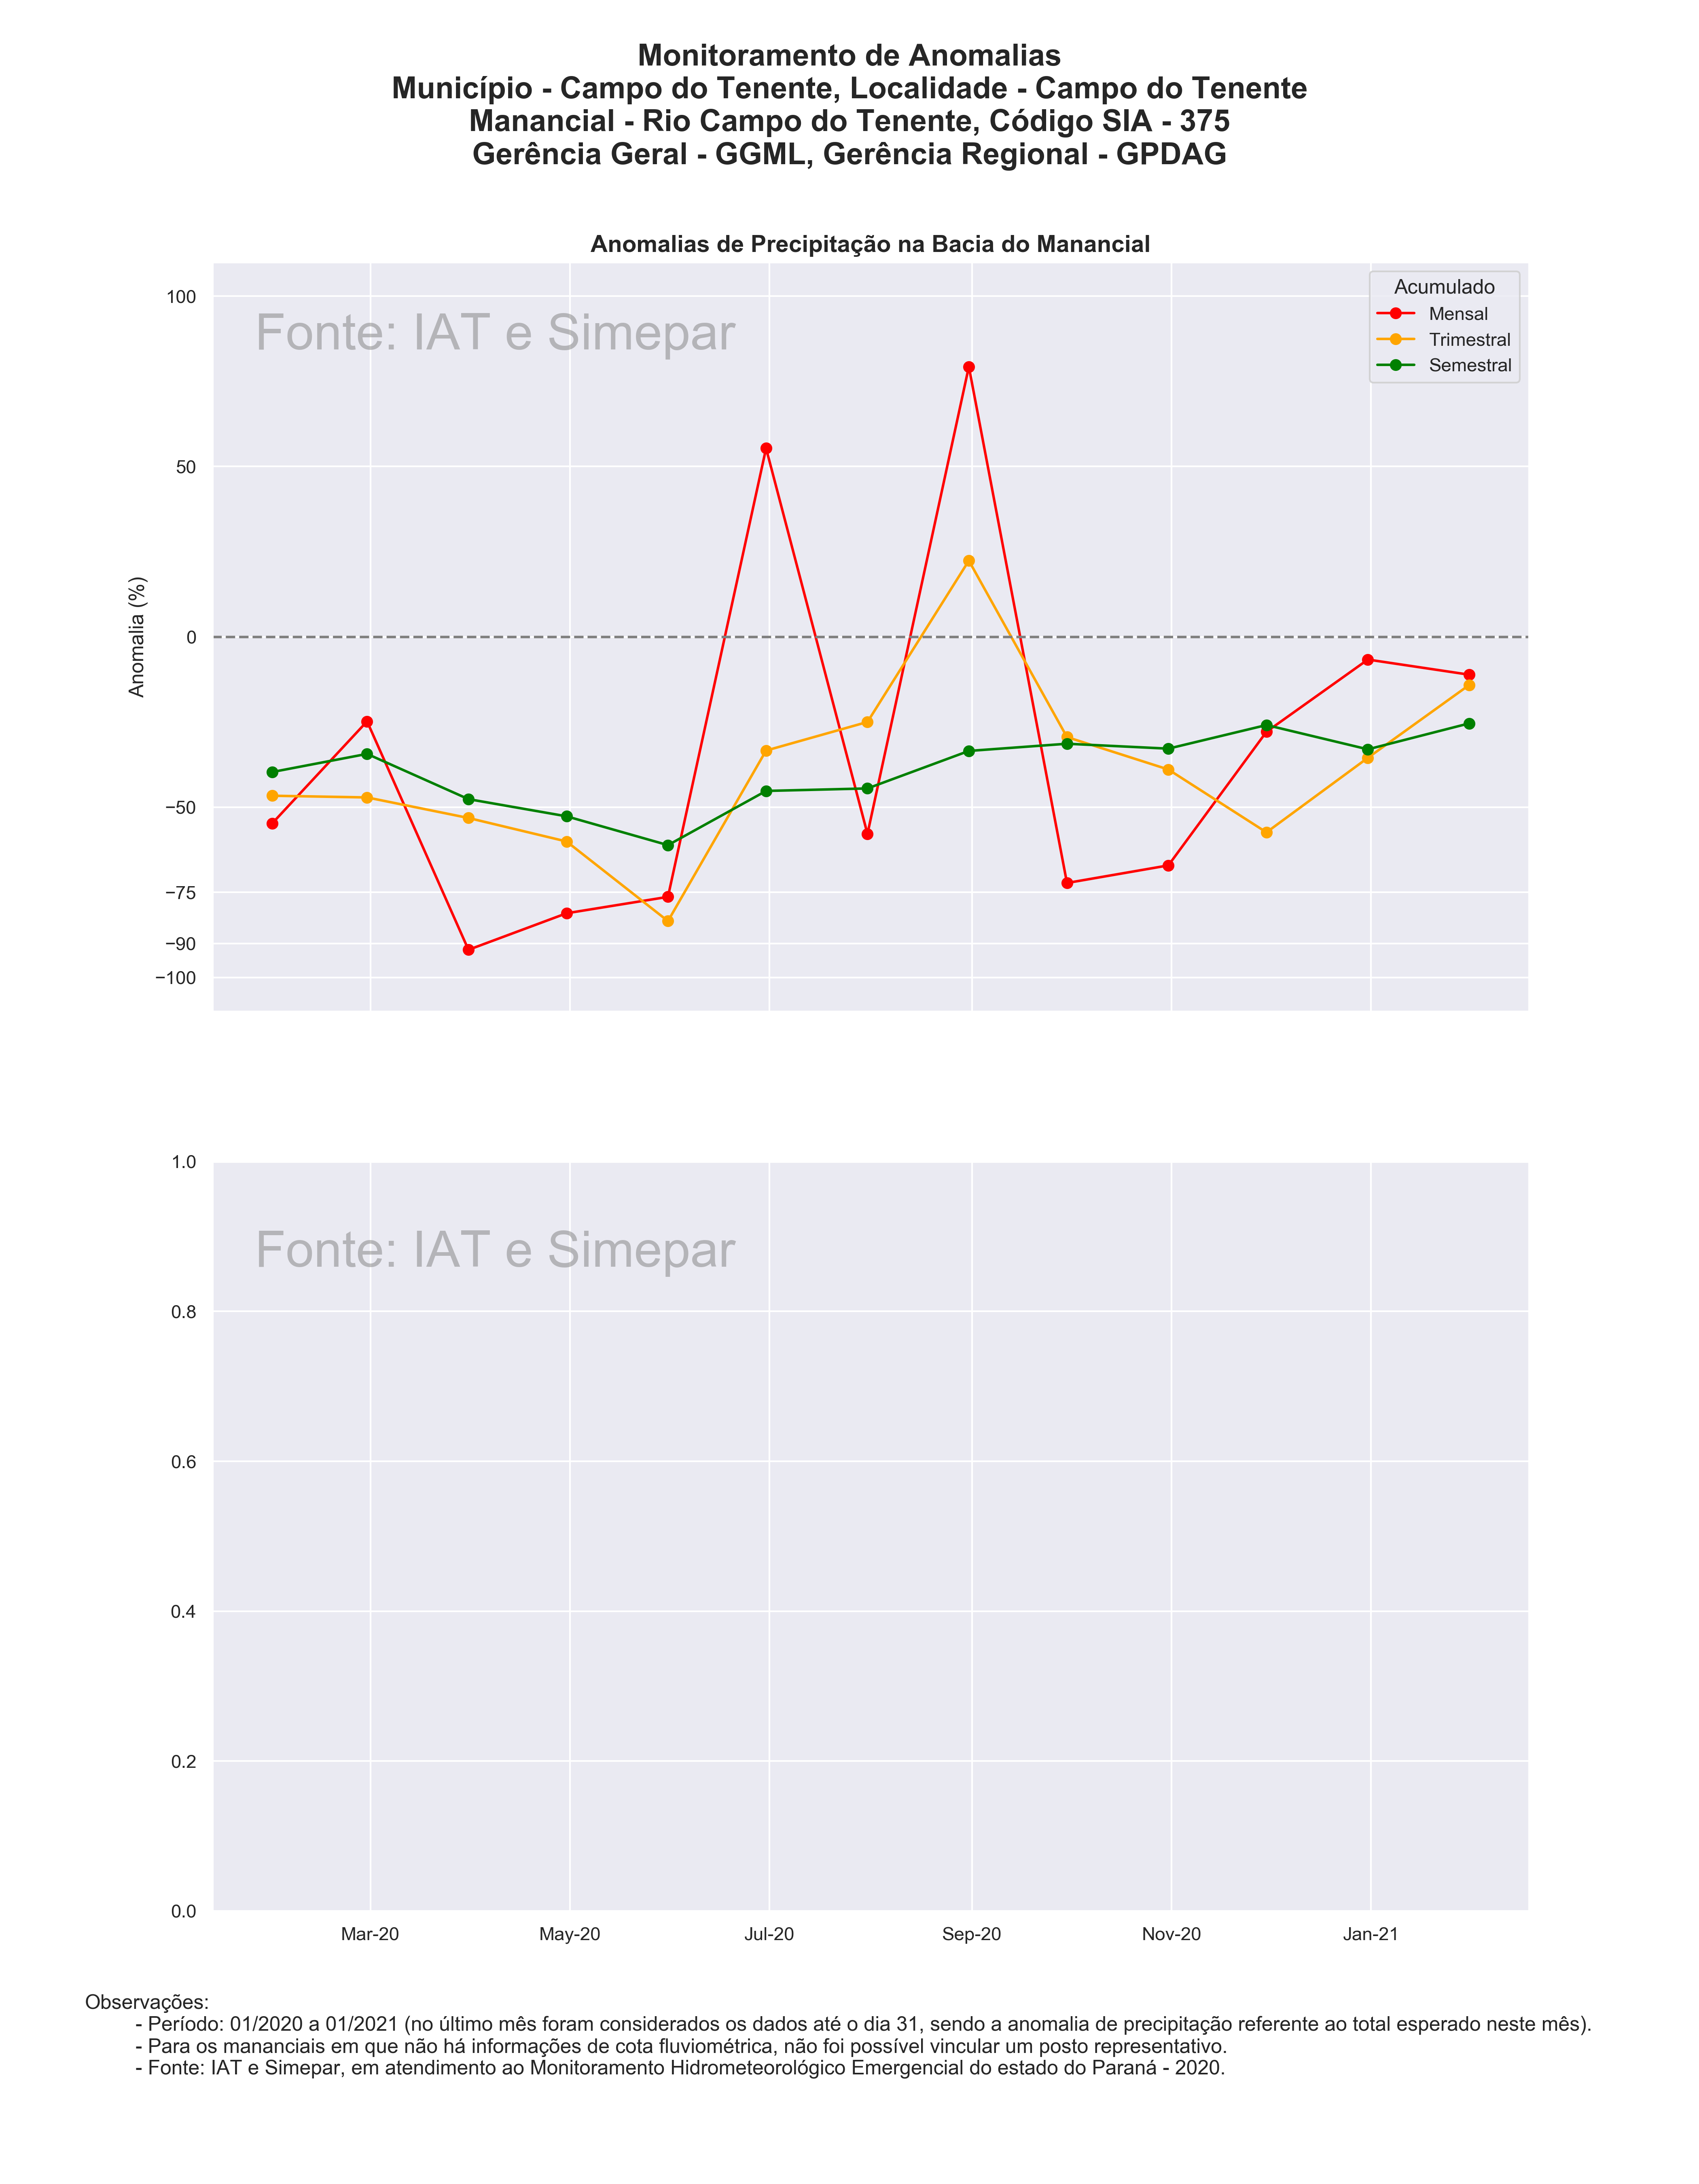 Monitoramento de Anomalias
Município - Campo do Tenente, Localidade - Campo do Tenente
Manancial - Rio Campo do Tenente, Código SIA - 375
Gerência Geral - GGML, Gerência Regional - GPDAG
Anomalias de Precipitação na Bacia do Manancial
Fonte: IAT e Simepar
Acumulado
Mensal
Trimestral
Semestral
Anomalia (%)
100
50
0
−50
−75
−90
−100
Fonte: IAT e Simepar
1.0
0.8
0.6
0.4
0.2
0.0
Mar-20 May-20 Jul-20 Sep-20 Nov-20 Jan-21
Observações:
- Período: 01/2020 a 01/2021 (no último mês foram considerados os dados até o dia 31, sendo a anomalia de precipitação referente ao total esperado neste mês).
- Para os mananciais em que não há informações de cota fluviométrica, não foi possível vincular um posto representativo.
- Fonte: IAT e Simepar, em atendimento ao Monitoramento Hidrometeorológico Emergencial do estado do Paraná - 2020.